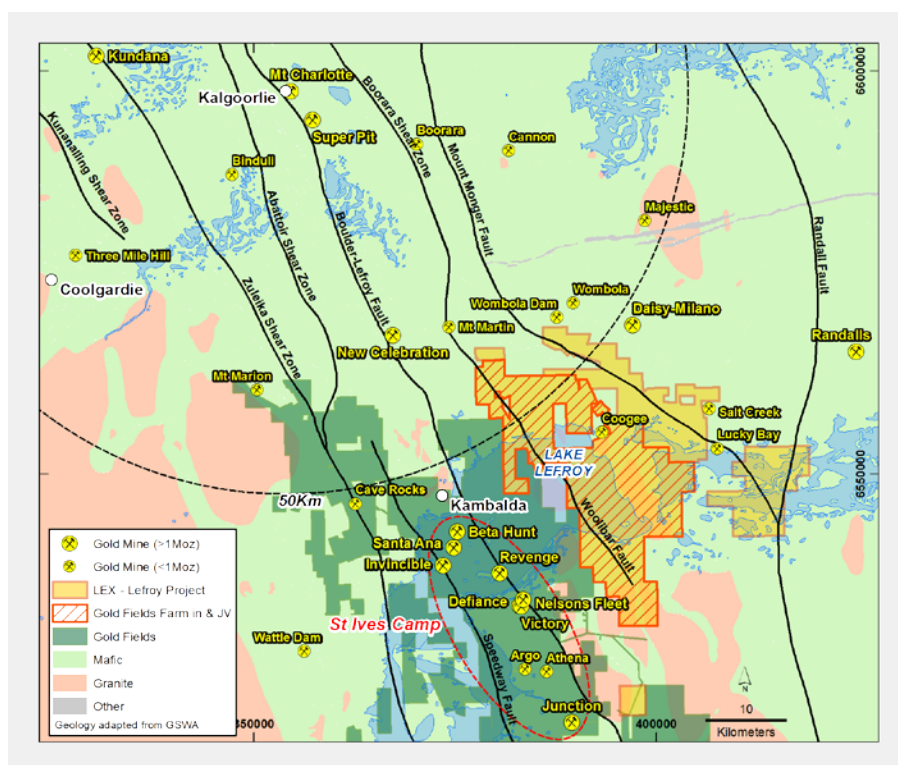 Kundana
Mt Charlotte
Kalgoorlie
Super Pit
Boorara Shear Zone
Boorara
Cannon
6600000
Kunanalling Shear Zone
Binduli
Abattoir Shear Zone
Boulder-Lefroy Fault
Mount Monger Fault
Majestic
Randall Fault
Three Mile Hill
Coolgardie
Zuleika Shear Zone
Wombola
Wombola Dam
Daisy-Milano
Mt Martin
New Celebration
Randalls
Mt Marion
Salt Creek
Coogee
Lucky Bay
LAKE
LEFROY
6550000
50Km
Cave Rocks
Kambalda
Woolibar Fault
Beta Hunt
Santa Ana
Invincible
Revenge
Defiance
Nelsons Fleet
Victory
St Ives Camp
Wattle Dam
Speedway Fault
Argo
Athena
Junction
Gold Mine (>1Moz)
Gold Mine (<1Moz)
LEX - Lefroy Project
Gold Fields Farm in & JV
Gold Fields
Mafic
Granite
Other
Geology adapted from GSWA
350000
400000
N
10
Kilometers